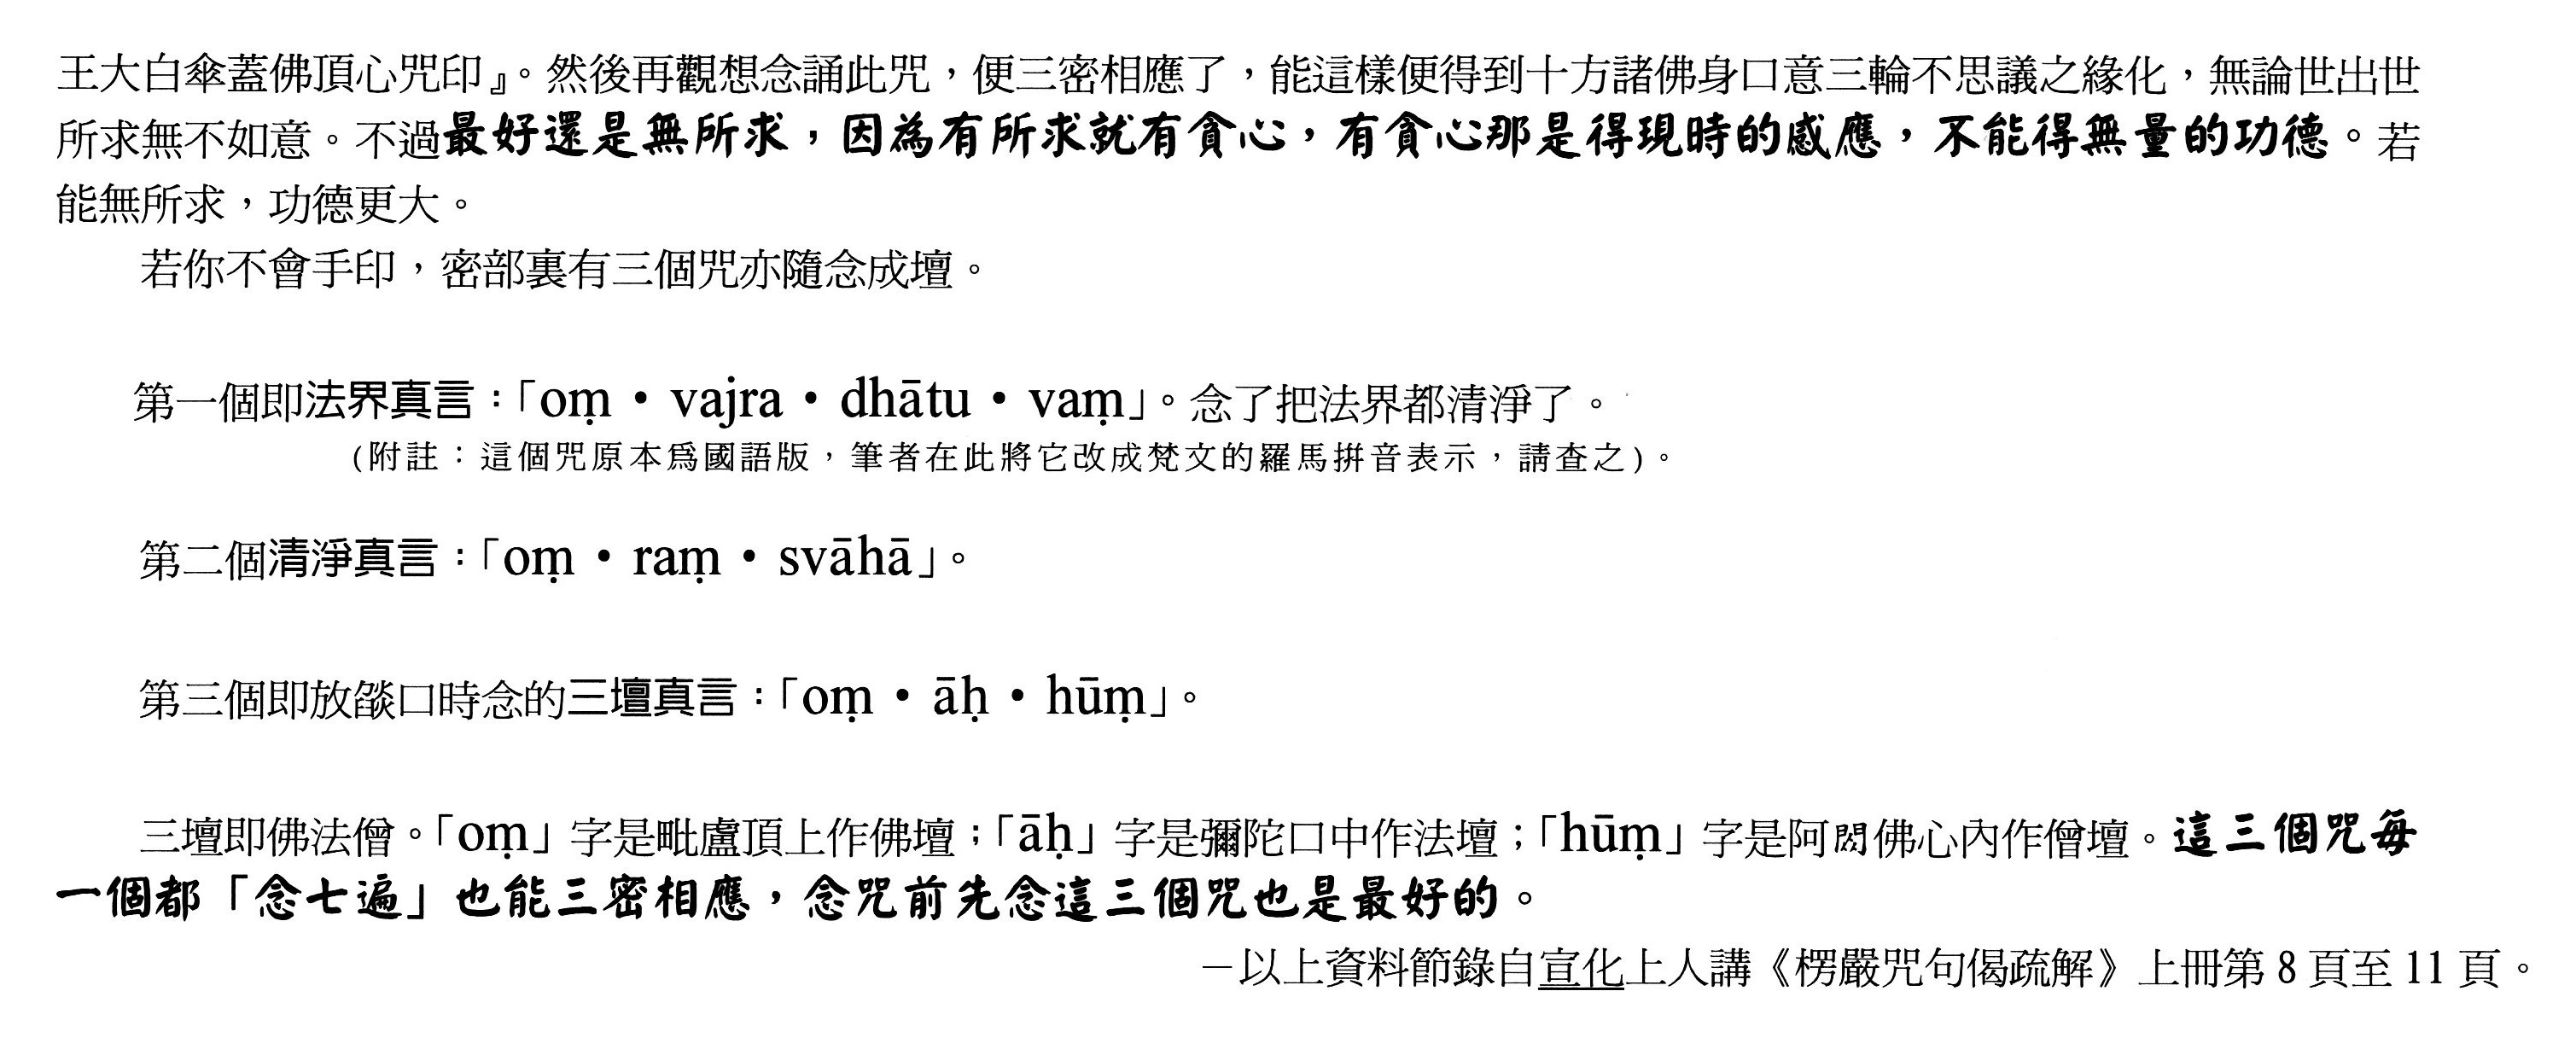 王大白傘蓋佛頂心咒印』。然後再觀想念誦此咒，便三密相應了，能這樣便得到十方諸佛身口意三輪不思議之緣化，無論世出世
所求無不如意。不過最好還是無所求，因為有所求就有貪心，有貪心那是得現時的感應，不能得無量的功德。若
能無所求，功德更大。
若你不會手印，密部裏有三個咒亦隨念成壇。
第一個即法界真言：「oṃ・vajra・dhātu・vaṃ」。念了把法界都清淨了。
(附註：這個咒原本爲國語版，筆者在此將它改成梵文的羅馬拼音表示，請查之)。
第二個清淨真言：「oṃ・raṃ・svāhā」。
第三個即放燄口時念的三壇真言：「oṃ・āḥ・hūṃ」。
三壇即佛法僧。「oṃ」字是毗盧頂上作佛壇；「āḥ」字是彌陀口中作法壇；「hūṃ」字是阿閦佛心內作僧壇。這三個咒每
一個都「念七遍」也能三密相應，念咒前先念這三個咒也是最好的。
－以上資料節錄自宣化上人講《楞嚴咒句偈疏解》上冊第 8 頁至 11 頁。